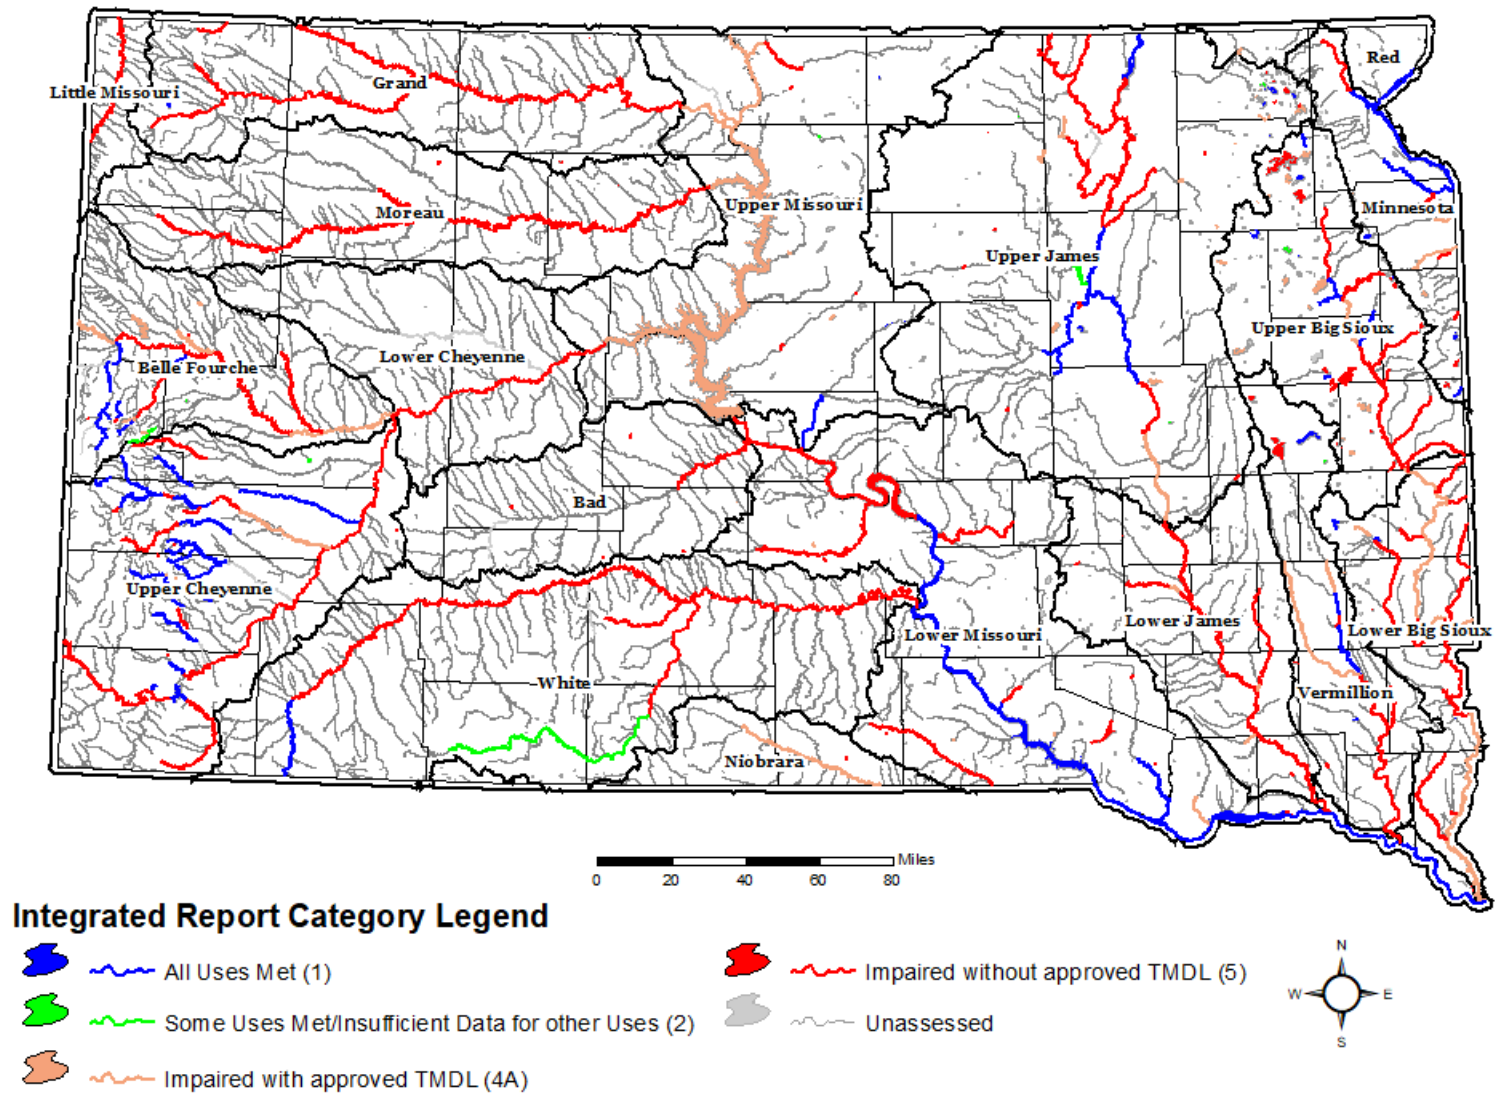 Red
Grand
Little Missouri
Upper Missouri
Minnesota
Moreau
Upper James
Upper Big Sioux
Lower Cheyenne
Belle Fourche
Bad
Upper Cheyenne
Lower James
Lower Big Sioux
Lower Missouri
White
Vermillion
Niobrara
Miles
0 20 40 60 80
Integrated Report Category Legend
All Uses Met (1)
Some Uses Met/Insufficient Data for other Uses (2)
Impaired with approved TMDL (4A)
Impaired without approved TMDL (5)
Unassessed
N
W E
S